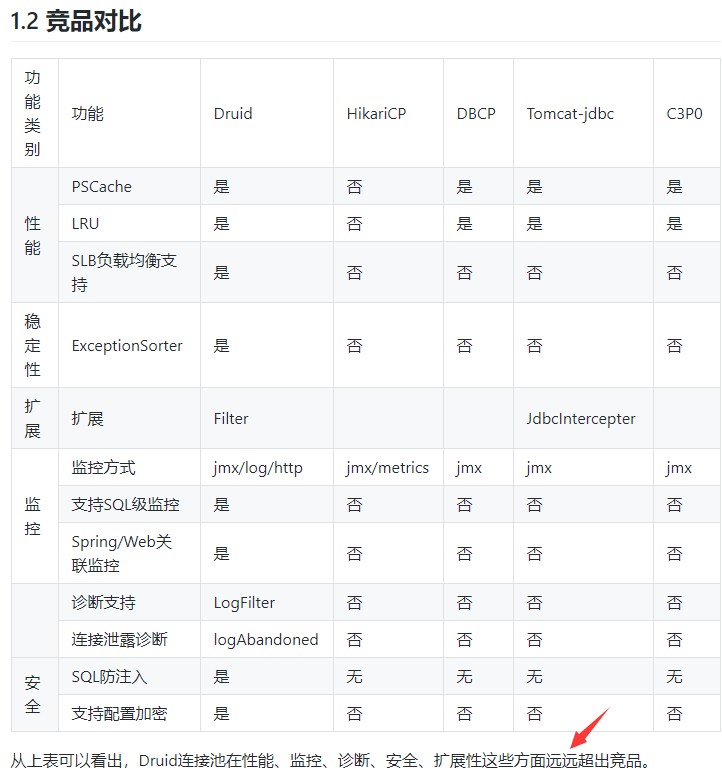 1.2 竞品对比
功能类别 功能 Druid HikariCP DBCP Tomcat-jdbc C3P0
性能 PSCache 是 否 是 是 是
LRU 是 否 是 是 是
SLB负载均衡支持 是 否 否 否 否
稳定性 ExceptionSorter 是 否 否 否 否
扩展 扩展 Filter JdbcIntercepter
监控 监控方式 jmx/log/http jmx/metrics jmx jmx jmx
支持SQL级监控 是 否 否 否 否
Spring/Web关联监控 是 否 否 否 否
诊断支持 LogFilter 否 否 否 否
连接泄露诊断 logAbandoned 否 否 否 否
安全 SQL防注入 是 无 无 无 无
支持配置加密 是 否 否 否 否
从上表可以看出，Druid连接池在性能、监控、诊断、安全、扩展性这些方面远远超出竞品。